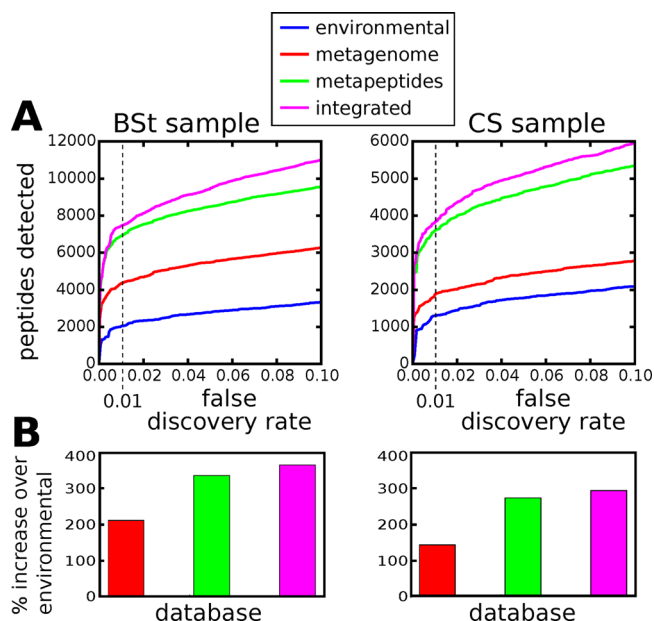 environmental
metagenome
metapeptides
integrated
A
BSt sample
CS sample
peptides detected
12000
10000
8000
6000
4000
2000
0
0.00 0.02 0.04 0.06 0.08 0.10
0.01
false
discovery rate
6000
5000
4000
3000
2000
1000
0
0.00 0.02 0.04 0.06 0.08 0.10
0.01
false
discovery rate
B
% increase over
environmental
400
300
200
100
0
database
400
300
200
100
0
database